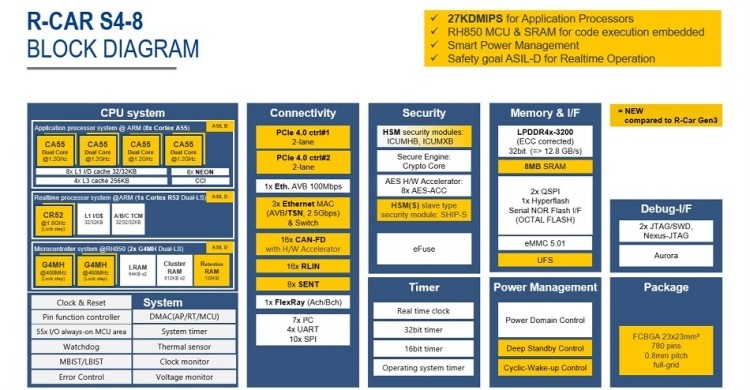 R-CAR S4-8
BLOCK DIAGRAM
✓ 27KDMIPS for Application Processors
✓ RH850 MCU & SRAM for code execution embedded
✓ Smart Power Management
✓ Safety goal ASIL-D for Realtime Operation
CPU system
Application processor system @ ARM (8x Cortex A55)
ASIL B
CA55
Dual Core
@1.2GHz
CA55
Dual Core
@1.2GHz
CA55
Dual Core
@1.2GHz
CA55
Dual Core
@1.2GHz
8x L1 I/D cache 32/32KB
8x NEON
4x L3 cache 256KB
CCI
Realtime processor system @ARM (1x Cortex R52 Dual-LS)
ASIL D
CR52
@1.0GHz
(Lock step)
L1 I/D$
32/32KB
A/B/C TCM
32/32/32KB
Microcontroller system @RH850 (2x G4MH Dual-LS)
ASIL D
G4MH
@400MHz
(Lock step)
G4MH
@400MHz
(Lock step)
LRAM
64KB x2
Cluster
RAM
512KB x2
Retention
RAM
128KB
Clock & Reset
System
Pin function controller
DMAC(AP/RT/MCU)
55x I/O always-on MCU area
System timer
Watchdog
Thermal sensor
MBIST/LBIST
Clock monitor
Error Control
Voltage monitor
Connectivity
PCIe 4.0 ctrl#1
2-lane
PCIe 4.0 ctrl#2
2-lane
1x Eth. AVB 100Mbps
3x Ethernet MAC
(AVB/TSN, 2.5Gbps)
& Switch
16x CAN-FD
with H/W Accelerator
16x RLIN
8x SENT
1x FlexRay (Ach/Bch)
7x I²C
4x UART
10x SPI
Security
HSM security modules:
ICUMHB, ICUMXB
Secure Engine:
Crypto Core
AES H/W Accelerator:
8x AES-ACC
HSM(S) slave type
security module: SHIP-S
eFuse
Timer
Real time clock
32bit timer
16bit timer
Operating system timer
Memory & I/F
LPDDR4x-3200
(ECC corrected)
32bit (=> 12.8 GB/s)
8MB SRAM
2x QSPI
1x Hyperflash
Serial NOR Flash I/F
(OCTAL FLASH)
eMMC 5.01
UFS
Power Management
Power Domain Control
Deep Standby Control
Cyclic-Wake-up Control
= NEW
compared to R-Car Gen3
Debug-I/F
2x JTAG/SWD,
Nexus-JTAG
Aurora
Package
FCBGA 23x23mm²
780 pins
0.8mm pitch
full-grid